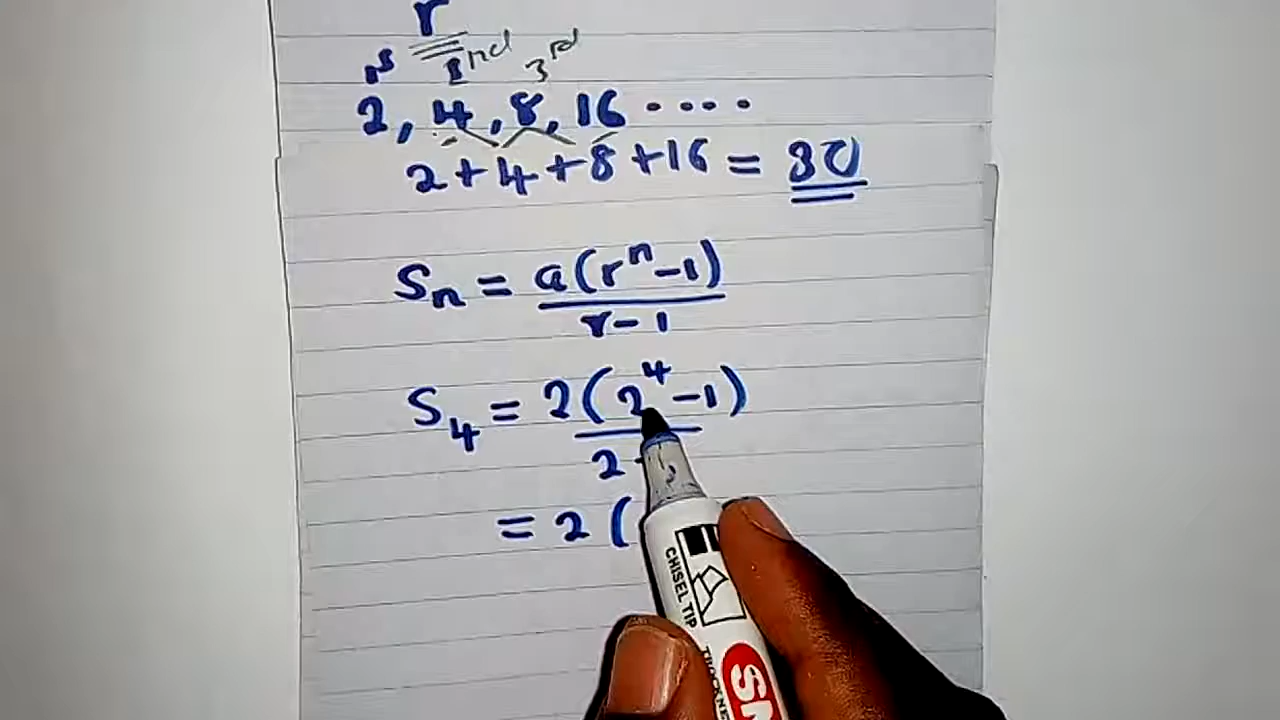 r
1st 2nd 3rd
2, 4, 8, 16 ....
2 + 4 + 8 + 16 = 30
Sn = a(r^n - 1)
r - 1
S4 = 2(2^4 - 1)
2 -
= 2(
CHISEL TIP